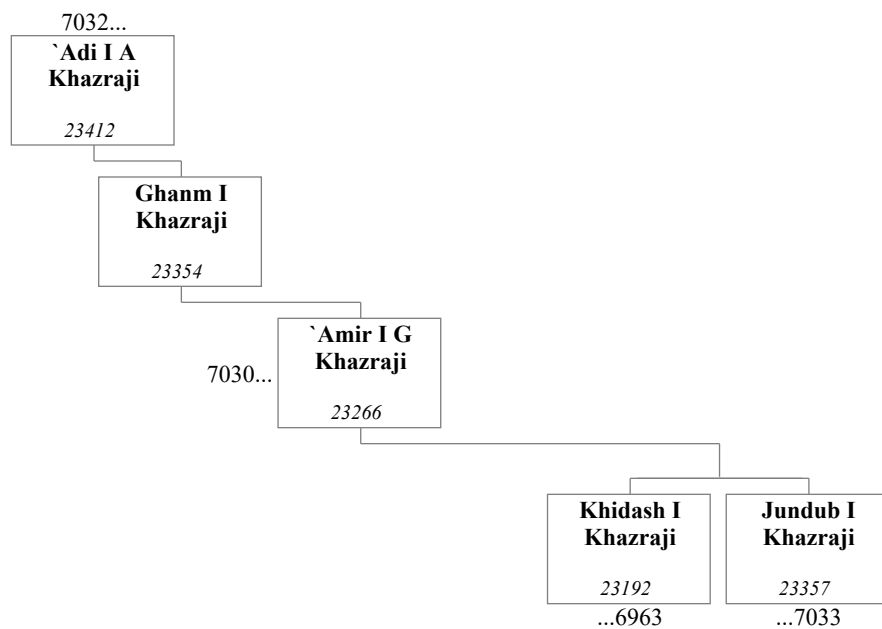 7032...
`Adi I A
Khazraji
23412
Ghanm I
Khazraji
23354
`Amir I G
Khazraji
7030...
23266
Khidash I
Khazraji
23192
...6963
Jundub I
Khazraji
23357
...7033